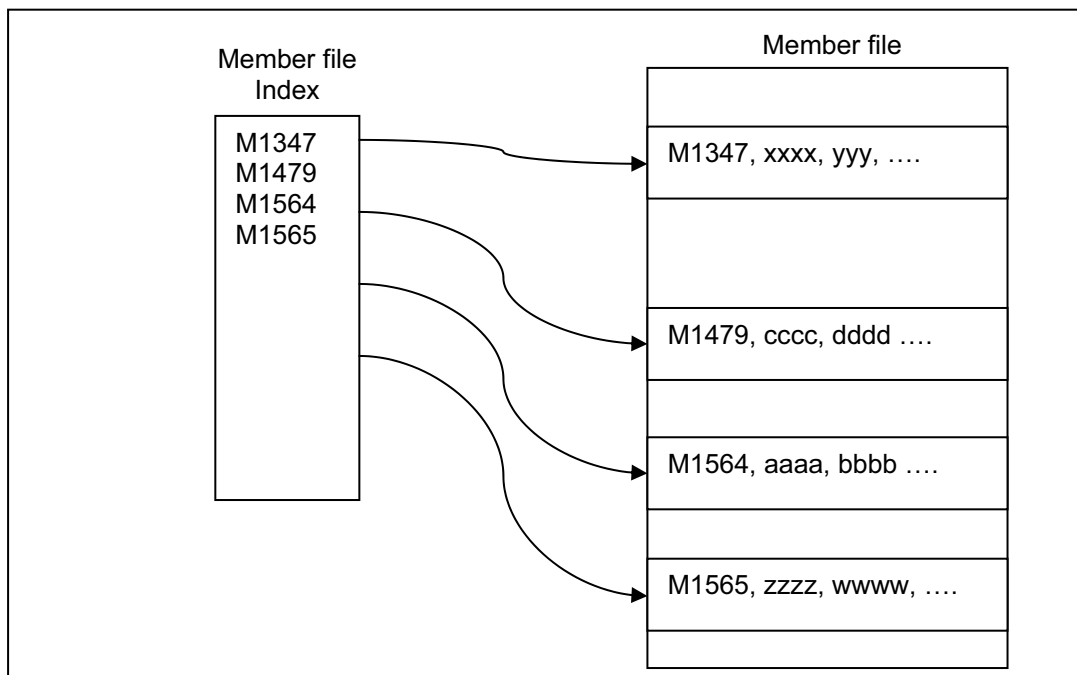 Member file
Index
M1347
M1479
M1564
M1565
Member file
M1347, xxxx, yyy, ….
M1479, cccc, dddd ….
M1564, aaaa, bbbb ….
M1565, zzzz, wwww, ….